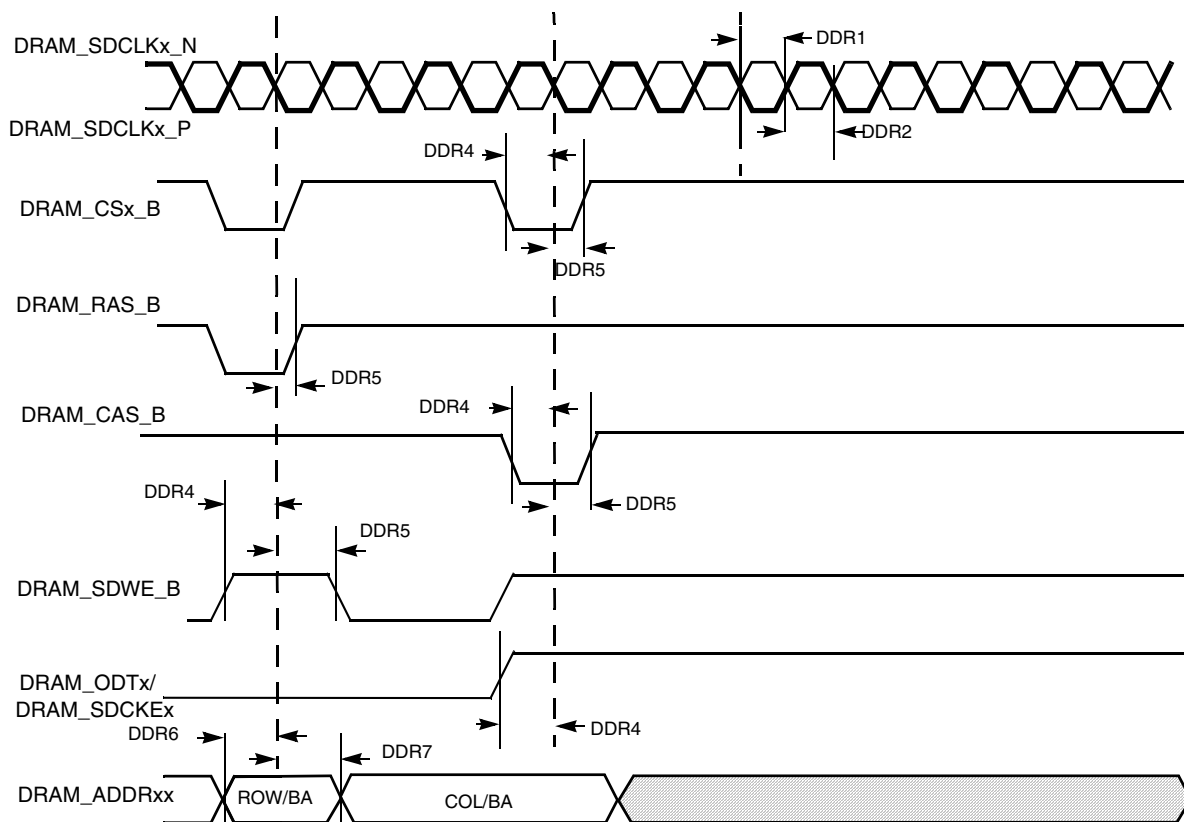 DRAM_SDCLKx_N
DDR1
DRAM_SDCLKx_P
DDR2
DDR4
DRAM_CSx_B
DDR5
DRAM_RAS_B
DDR5
DRAM_CAS_B
DDR4
DDR4
DDR5
DDR5
DRAM_SDWE_B
DRAM_ODTx/
DRAM_SDCKEx
DDR4
DDR6
DDR7
DRAM_ADDRxx
ROW/BA
COL/BA